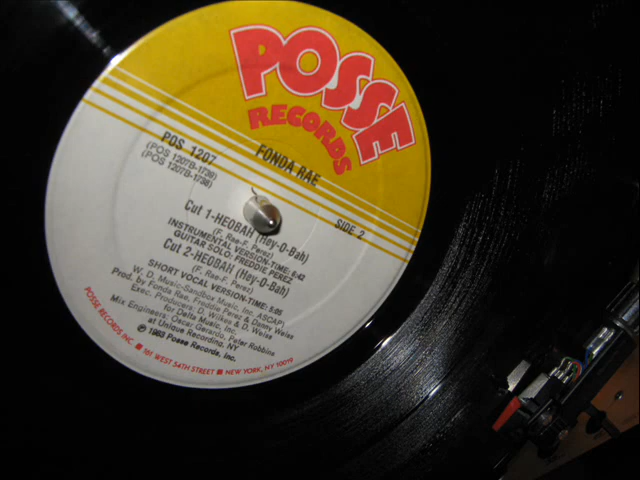 POSSE
RECORDS
POS 1207
(POS 1207B-1739)
(POS 1207B-1738)
FONDA RAE
SIDE 2
Cut 1-HEOBAH (Hey-O-Bah)
(F. Rae-F. Perez)
INSTRUMENTAL VERSION-TIME: 6:42
GUITAR SOLO: FREDDIE PEREZ
Cut 2-HEOBAH (Hey-O-Bah)
(F. Rae-F. Perez)
SHORT VOCAL VERSION-TIME: 5:05
W. D. Music-Sandbox Music, Inc. ASCAP)
Prod. by Fonda Rae, Freddie Perez & Danny Weiss
Exec. Producers: D. Wilkes & D. Weiss
for Delta Music, Inc.
Mix Engineers: Oscar Gerardo, Peter Robbins
at Unique Recording, NY
℗ 1983 Posse Records, Inc.
POSSE RECORDS INC. ■ 161 WEST 54TH STREET ■ NEW YORK, NY 10019